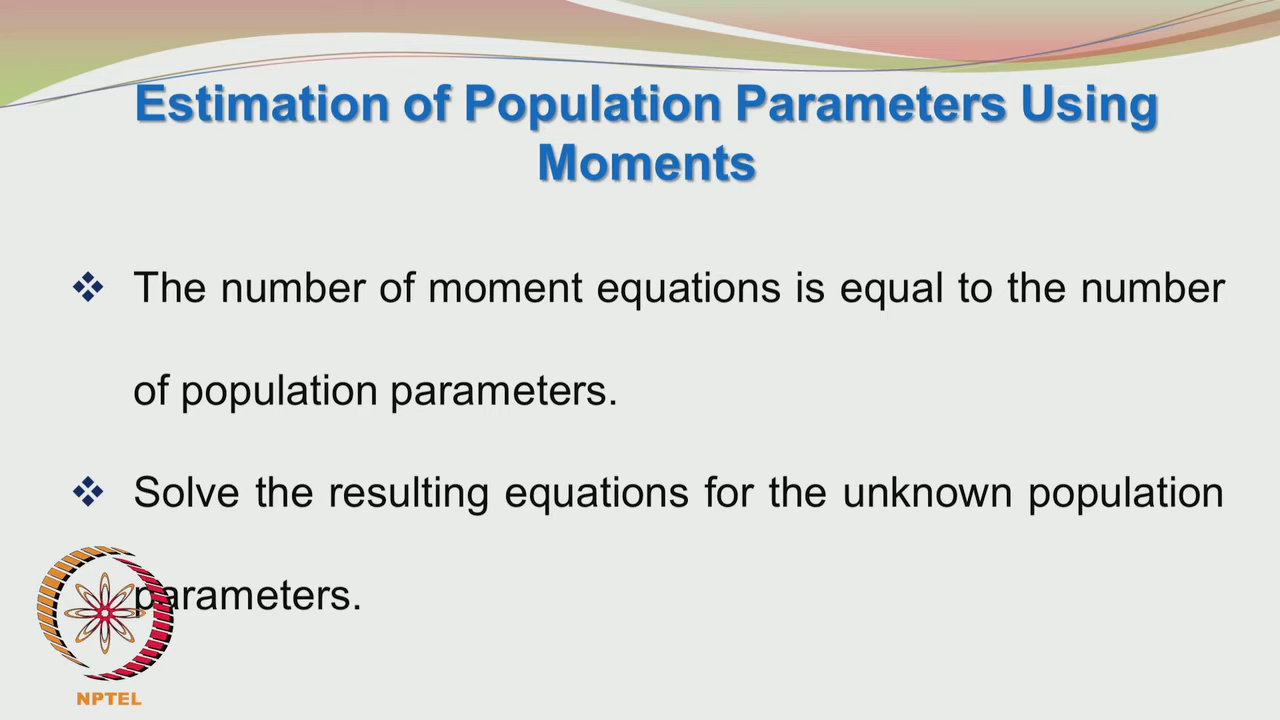 Estimation of Population Parameters Using
Moments
❖ The number of moment equations is equal to the number
of population parameters.
❖ Solve the resulting equations for the unknown population
parameters.
NPTEL